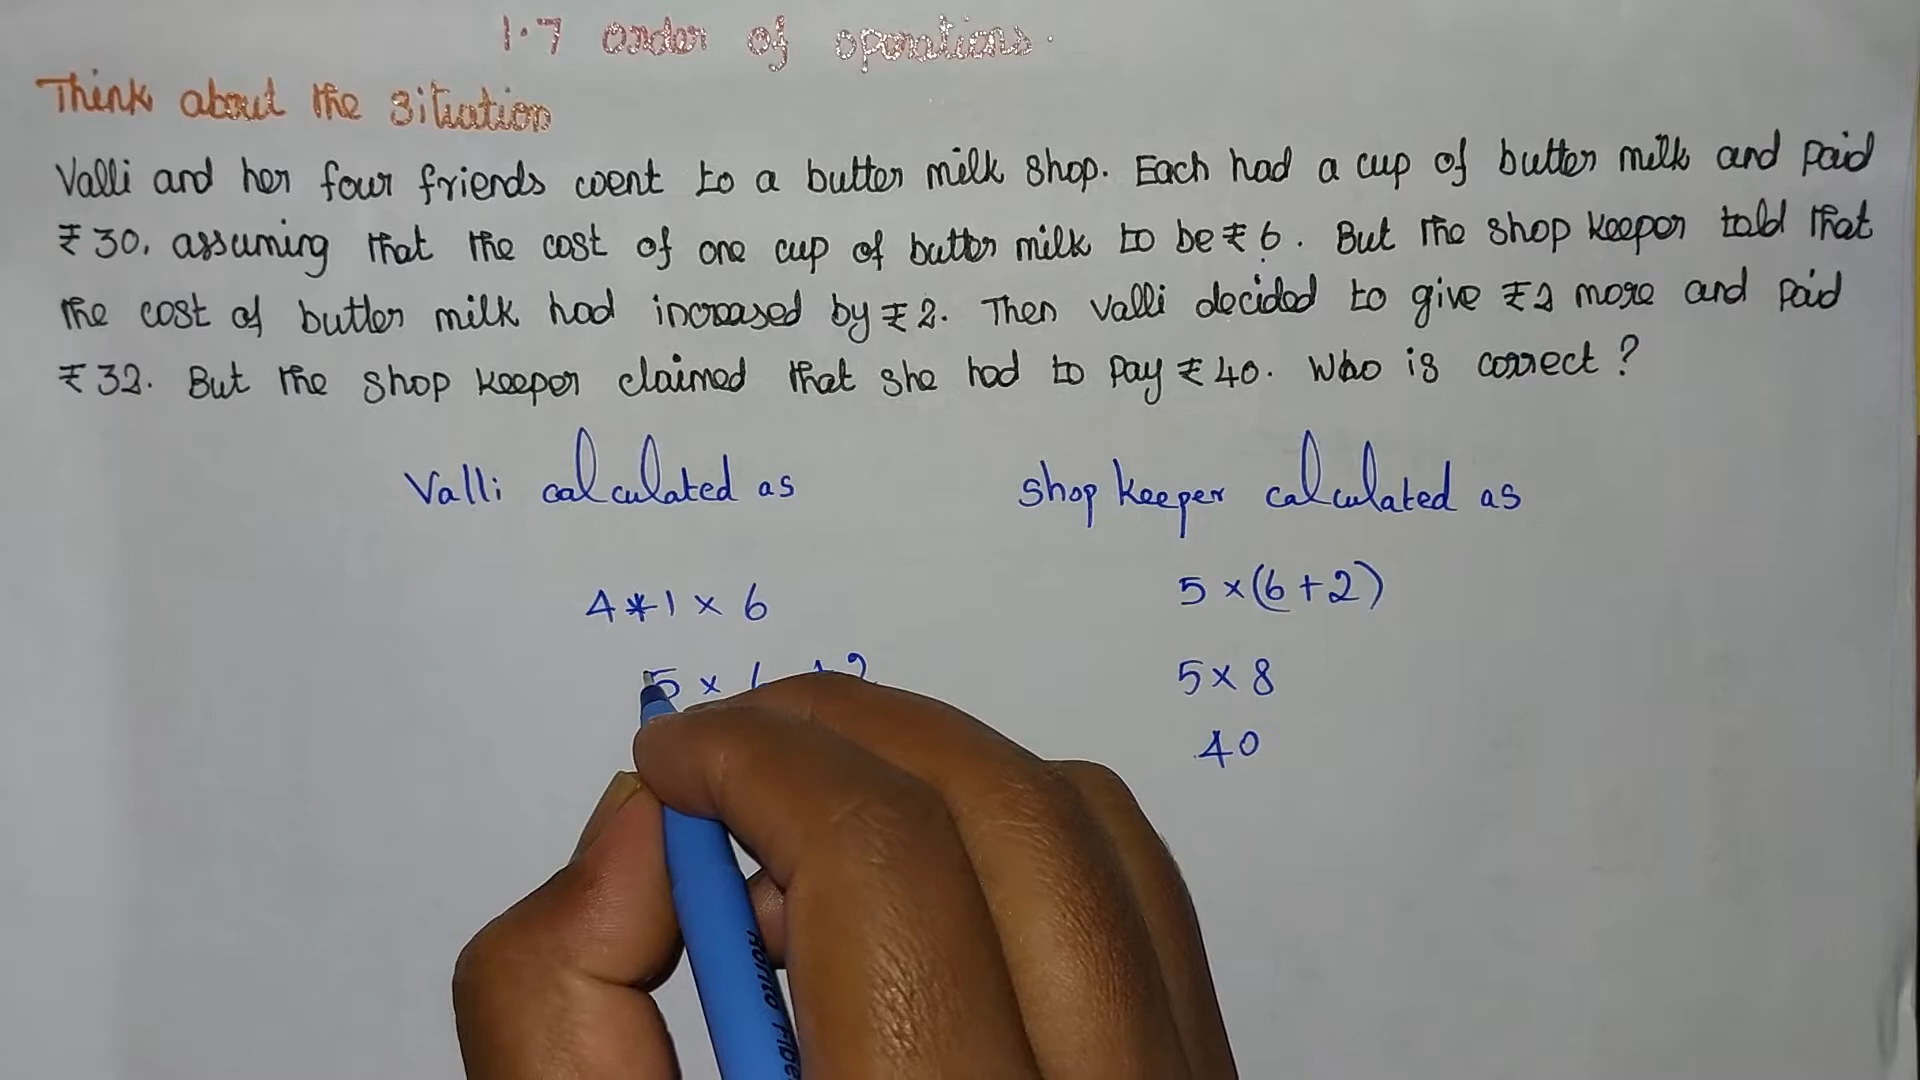 1.7 order of operations.
Think about the situation
Valli and her four friends went to a butter milk shop. Each had a cup of butter milk and paid
₹30, assuming that the cost of one cup of butter milk to be ₹6. But the shop keeper told that
the cost of butter milk had increased by ₹2. Then Valli decided to give ₹2 more and paid
₹32. But the shop keeper claimed that she had to pay ₹40. Who is correct?
Valli calculated as
4*1 × 6
5 × 6 + 2
shop keeper calculated as
5 ×(6+2)
5 × 8
40